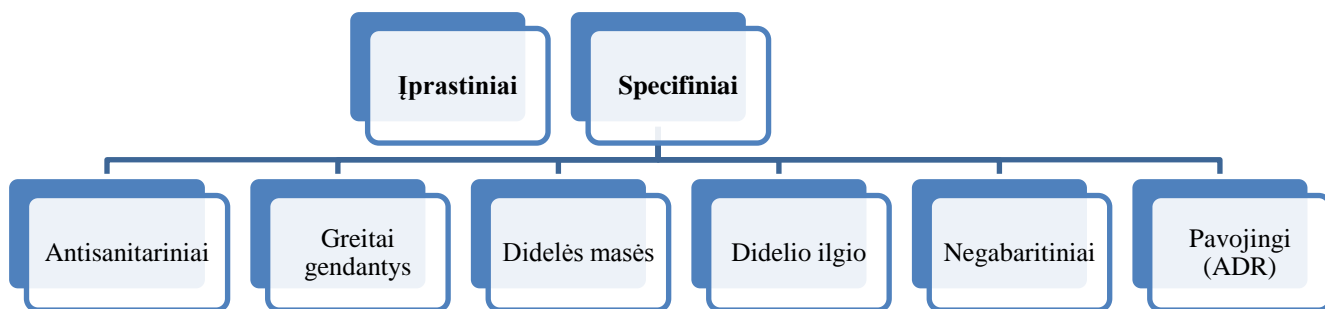 Įprastiniai
Specifiniai
Antisanitariniai
Greitai
gendantys
Didelės masės
Didelio ilgio
Negabaritiniai
Pavojingi
(ADR)